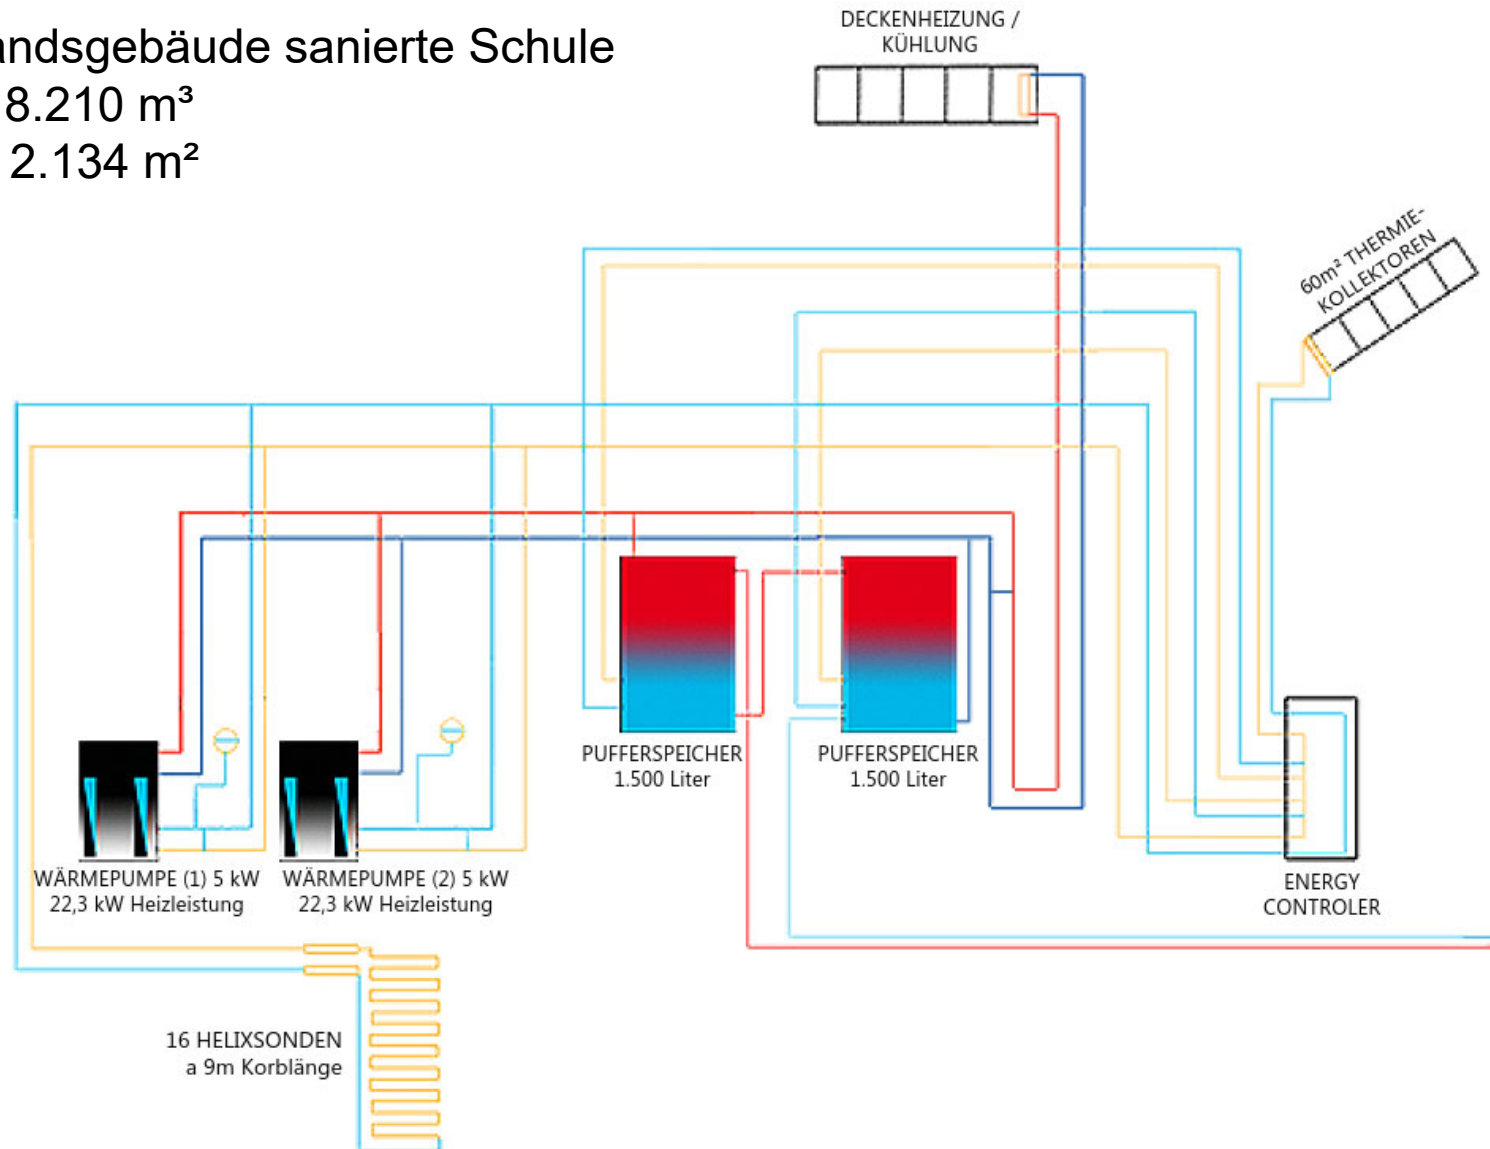 andsgebäude sanierte Schule
8.210 m³
2.134 m²
DECKENHEIZUNG /
KÜHLUNG
60m² THERMIE-
KOLLEKTOREN
PUFFERSPEICHER
1.500 Liter
PUFFERSPEICHER
1.500 Liter
WÄRMEPUMPE (1) 5 kW
22,3 kW Heizleistung
WÄRMEPUMPE (2) 5 kW
22,3 kW Heizleistung
ENERGY
CONTROLER
16 HELIXSONDEN
a 9m Korblänge